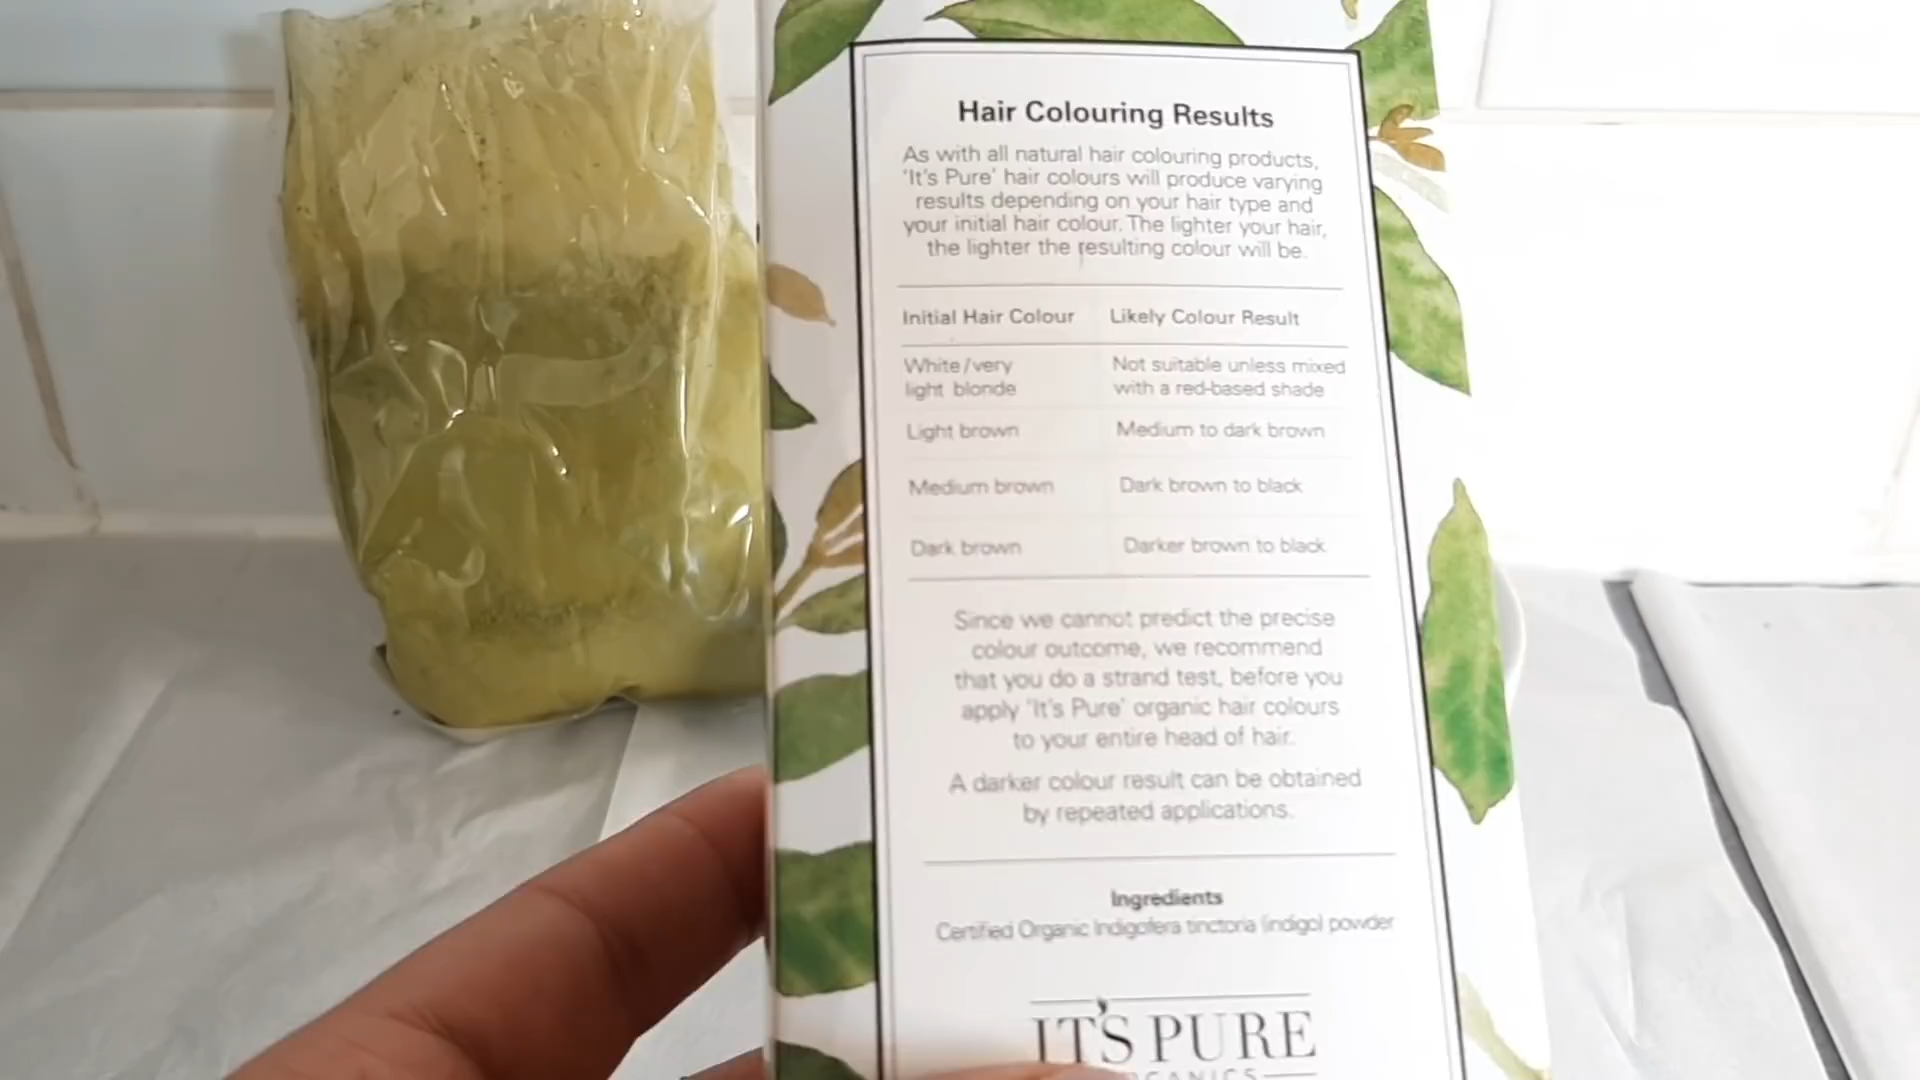 Hair Colouring Results
As with all natural hair colouring products,
‘It’s Pure’ hair colours will produce varying
results depending on your hair type and
your initial hair colour. The lighter your hair,
the lighter the resulting colour will be.
Initial Hair Colour Likely Colour Result
White/very Not suitable unless mixed
light blonde with a red-based shade
Light brown Medium to dark brown
Medium brown Dark brown to black
Dark brown Darker brown to black
Since we cannot predict the precise
colour outcome, we recommend
that you do a strand test, before you
apply ‘It’s Pure’ organic hair colours
to your entire head of hair.
A darker colour result can be obtained
by repeated applications.
Ingredients
Certified Organic Indigofera tinctoria (indigo) powder
IT'S PURE